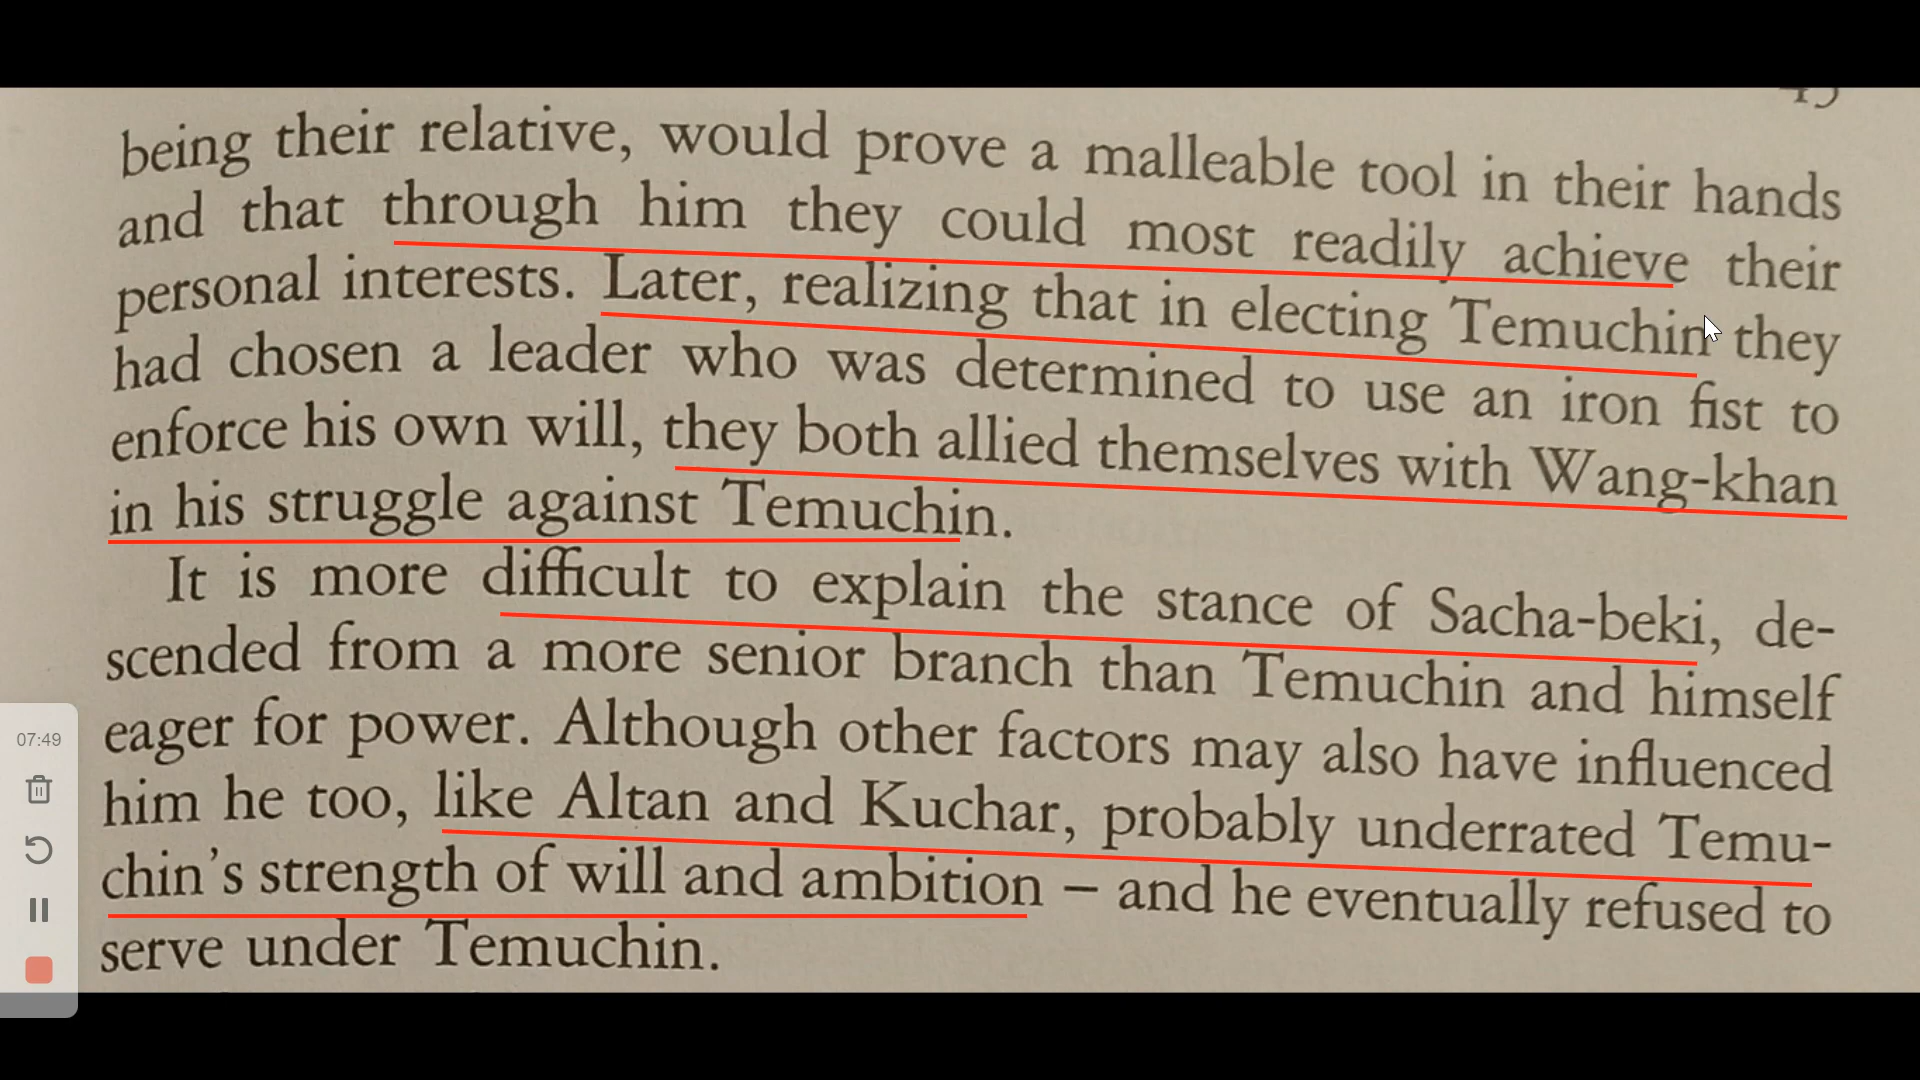 45
being their relative, would prove a malleable tool in their hands
and that through him they could most readily achieve their
personal interests. Later, realizing that in electing Temuchin they
had chosen a leader who was determined to use an iron fist to
enforce his own will, they both allied themselves with Wang-khan
in his struggle against Temuchin.
It is more difficult to explain the stance of Sacha-beki, de-
scended from a more senior branch than Temuchin and himself
eager for power. Although other factors may also have influenced
him he too, like Altan and Kuchar, probably underrated Temu-
chin's strength of will and ambition – and he eventually refused to
serve under Temuchin.
07:49